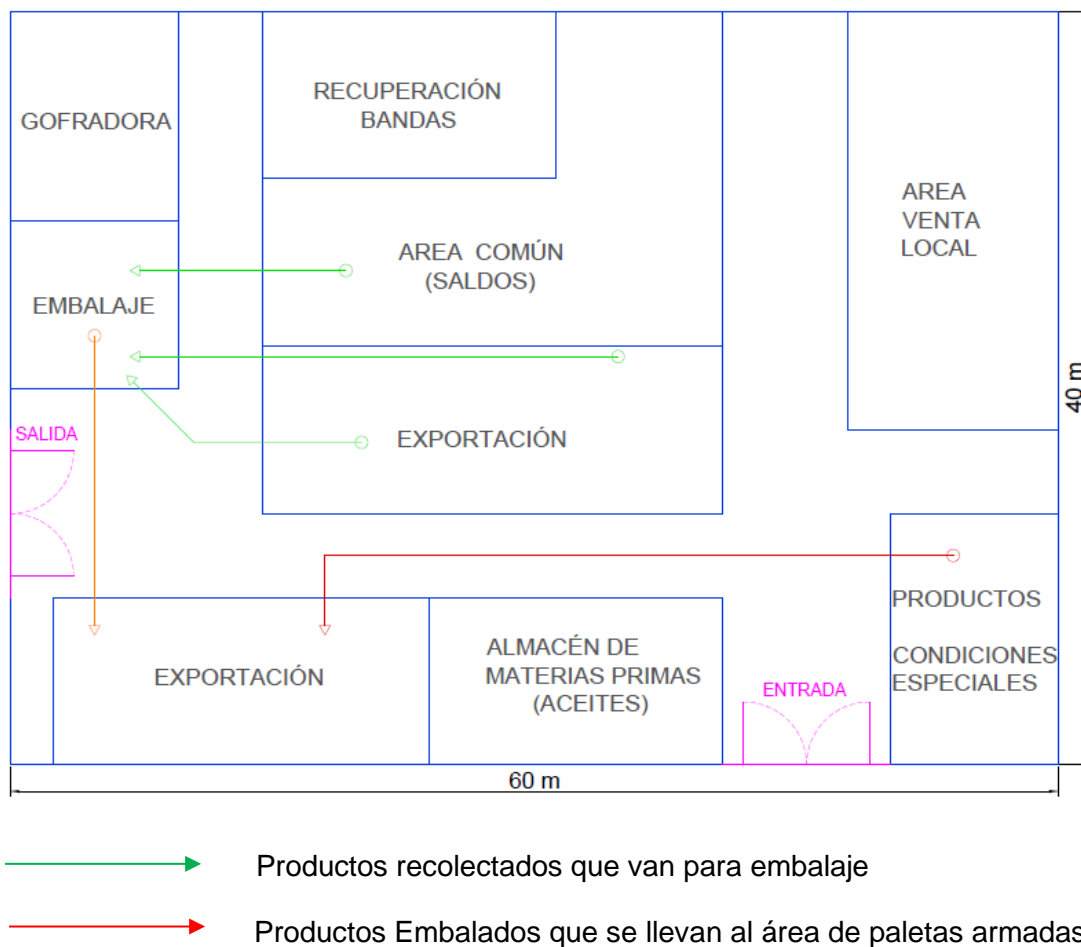 GOFRADORA
RECUPERACIÓN
BANDAS
AREA
VENTA
LOCAL
AREA COMÚN
(SALDOS)
EMBALAJE
40 m
SALIDA
EXPORTACIÓN
PRODUCTOS
CONDICIONES
ESPECIALES
EXPORTACIÓN
ALMACÉN DE
MATERIAS PRIMAS
(ACEITES)
ENTRADA
60 m
Productos recolectados que van para embalaje
Productos Embalados que se llevan al área de paletas armadas